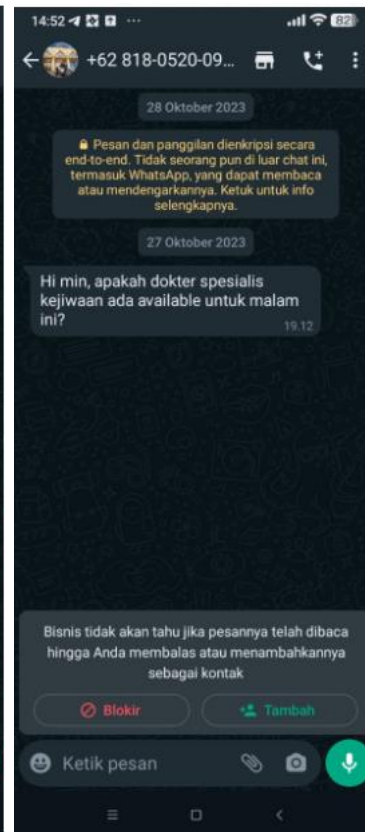 14:52
82
+62 818-0520-09...
28 Oktober 2023
Pesan dan panggilan dienkripsi secara
end-to-end. Tidak seorang pun di luar chat ini,
termasuk WhatsApp, yang dapat membaca
atau mendengarkannya. Ketuk untuk info
selengkapnya.
27 Oktober 2023
Hi min, apakah dokter spesialis
kejiwaan ada available untuk malam
ini?
19.12
Bisnis tidak akan tahu jika pesannya telah dibaca
hingga Anda membalas atau menambahkannya
sebagai kontak
Blokir
Tambah
Ketik pesan